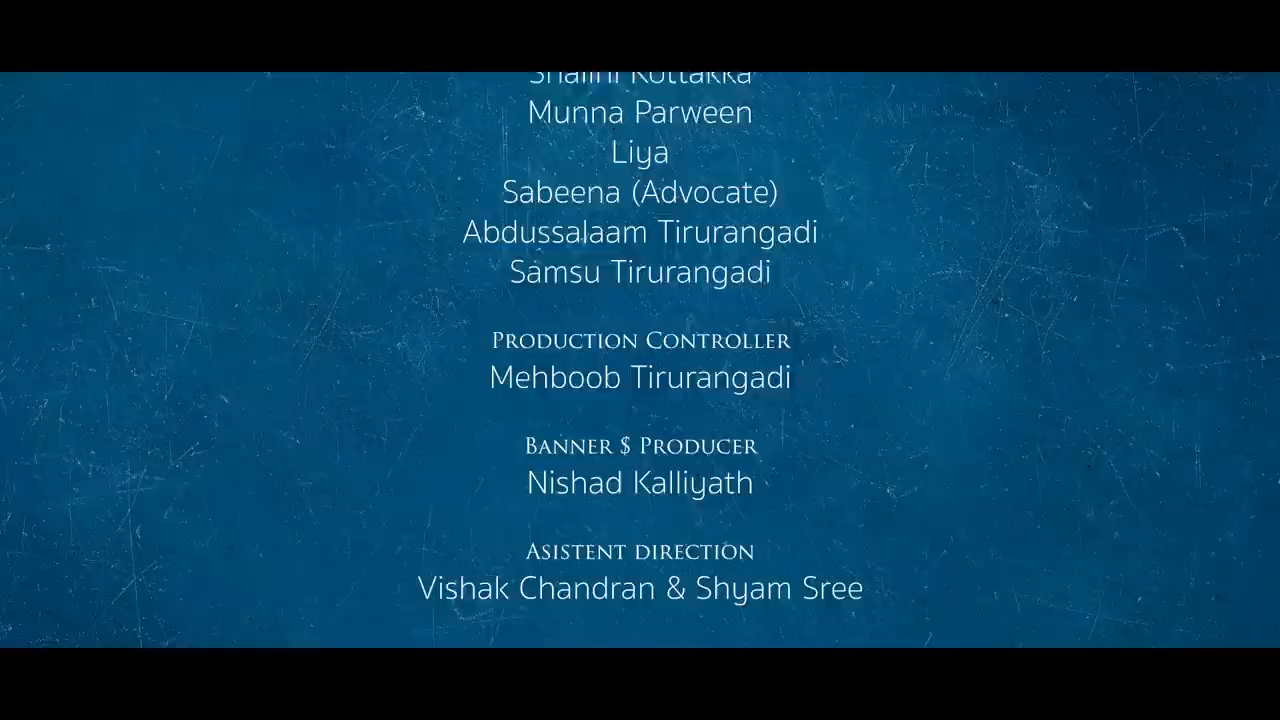 Munna Parween
Liya
Sabeena (Advocate)
Abdussalaam Tirurangadi
Samsu Tirurangadi
PRODUCTION CONTROLLER
Mehboob Tirurangadi
BANNER $ PRODUCER
Nishad Kalliyath
ASISTENT DIRECTION
Vishak Chandran & Shyam Sree